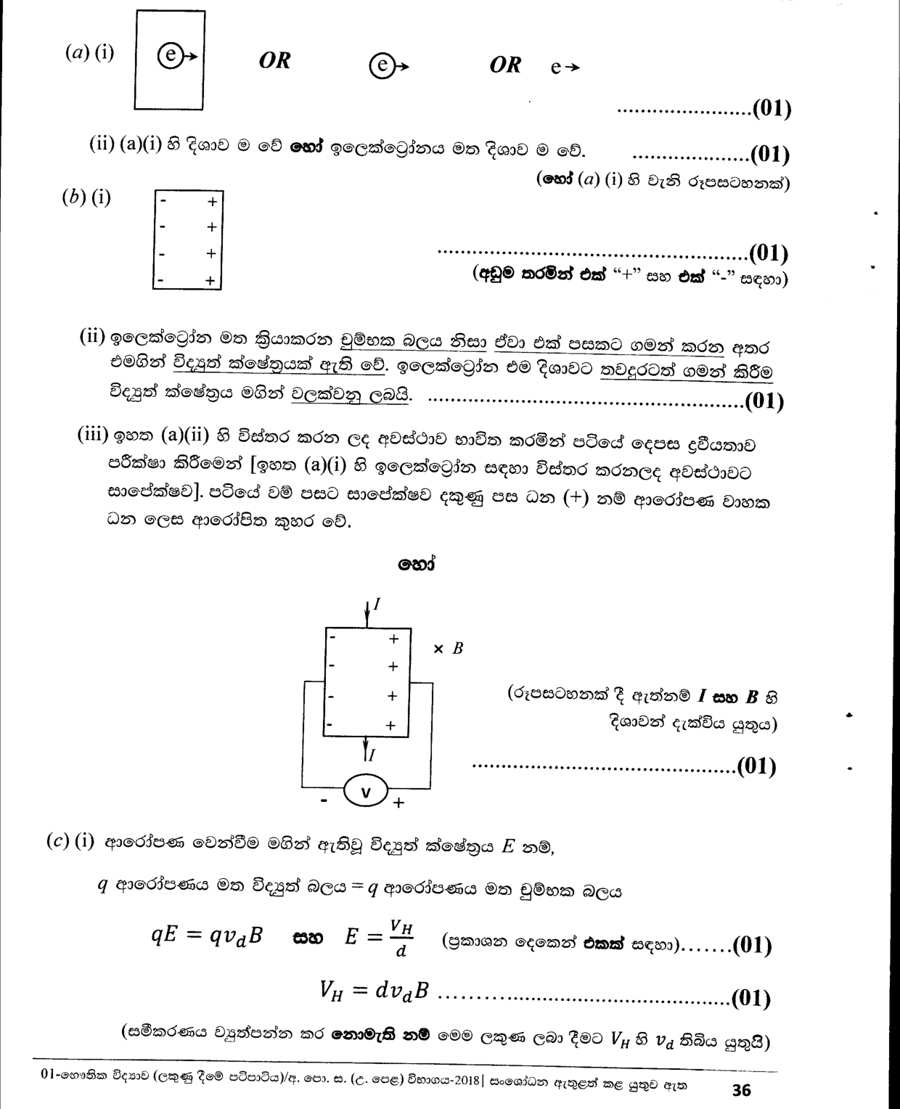 (a) (i) e OR e OR e→
........................(01)
(ii) (a)(i) හි දිශාව ම වේ හෝ ඉලෙක්ට්‍රෝනය මත දිශාව ම වේ. ....................(01)
(හෝ (a) (i) හි වැනි රූපසටහනක්)
(b) (i)
- +
- +
- +
- +
.....................................................(01)
(අඩුම තරමින් එක් “+” සහ එක් “-” සඳහා)
(ii) ඉලෙක්ට්‍රෝන මත ක්‍රියාකරන චුම්භක බලය නිසා ඒවා එක් පසකට ගමන් කරන අතර
එමගින් විද්‍යුත් ක්ෂේත්‍රයක් ඇති වේ. ඉලෙක්ට්‍රෝන එම දිශාවට තවදුරටත් ගමන් කිරීම
විද්‍යුත් ක්ෂේත්‍රය මගින් වලක්වනු ලබයි. ......................................................(01)
(iii) ඉහත (a)(ii) හි විස්තර කරන ලද අවස්ථාව භාවිත කරමින් පටියේ දෙපස ද්‍රවීයතාව
පරීක්ෂා කිරීමෙන් [ඉහත (a)(i) හි ඉලෙක්ට්‍රෝන සඳහා විස්තර කරනලද අවස්ථාවට
සාපේක්ෂව]. පටියේ වම් පසට සාපේක්ෂව දකුණු පස ධන (+) නම් ආරෝපණ වාහක
ධන ලෙස ආරෝපිත කුහර වේ.
හෝ
I
- +
- +
- +
- +
× B
I
- V +
(රූපසටහනක් දී ඇත්නම් I සහ B හි
දිශාවන් දැක්විය යුතුය)
.............................................(01)
(c) (i) ආරෝපණ වෙන්වීම මගින් ඇතිවූ විද්‍යුත් ක්ෂේත්‍රය E නම්,
q ආරෝපණය මත විද්‍යුත් බලය = q ආරෝපණය මත චුම්භක බලය
qE = qv_dB සහ E = V_H/d (ප්‍රකාශන දෙකෙන් එකක් සඳහා).......(01)
V_H = dv_dB ..................................................(01)
(සමීකරණය ව්‍යුත්පන්න කර නොමැති නම් මෙම ලකුණ ලබා දීමට V_H හි v_d තිබිය යුතුයි)
01-භෞතික විද්‍යාව (ලකුණු දීමේ පටිපාටිය)/අ. පො. ස. (උ. පෙළ) විභාගය-2018| සංශෝධන ඇතුළත් කළ යුතුව ඇත 36